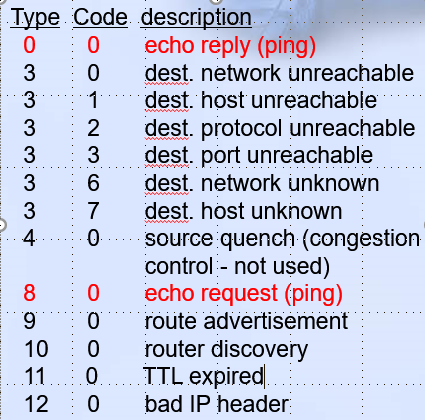 Type Code description
0 0 echo reply (ping)
3 0 dest. network unreachable
3 1 dest. host unreachable
3 2 dest. protocol unreachable
3 3 dest. port unreachable
3 6 dest. network unknown
3 7 dest. host unknown
4 0 source quench (congestion
control - not used)
8 0 echo request (ping)
9 0 route advertisement
10 0 router discovery
11 0 TTL expired
12 0 bad IP header